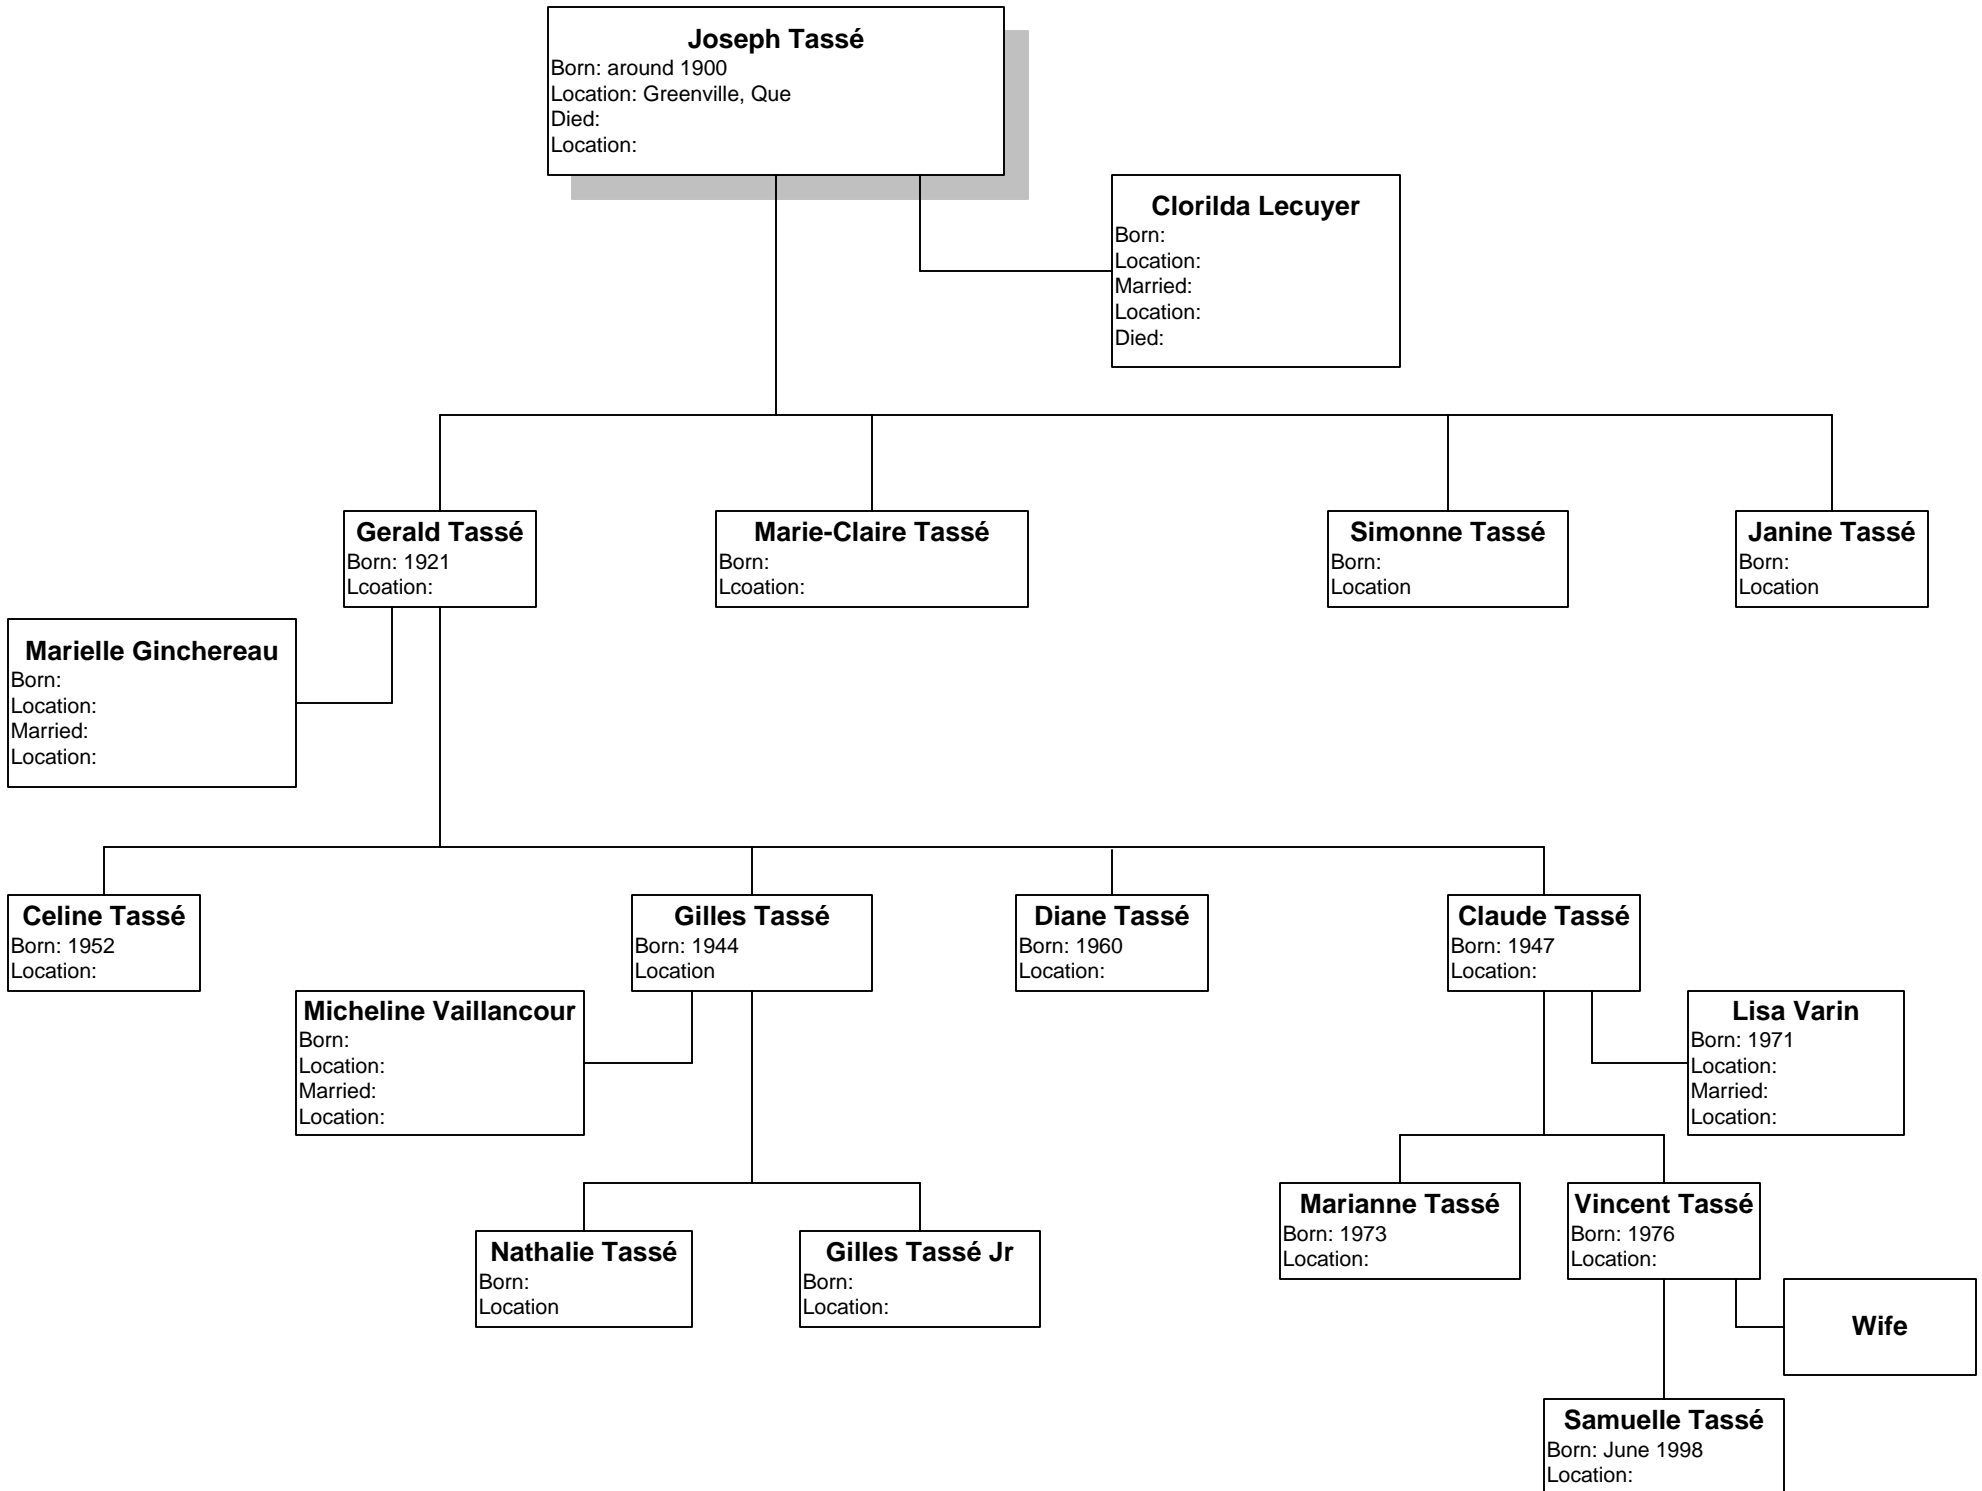 Joseph Tassé
Born: around 1900
Location: Greenville, Que
Died:
Location:
Clorilda Lecuyer
Born:
Location:
Married:
Location:
Died:
Gerald Tassé
Born: 1921
Lcoation:
Marie-Claire Tassé
Born:
Lcoation:
Simonne Tassé
Born:
Location
Janine Tassé
Born:
Location
Marielle Ginchereau
Born:
Location:
Married:
Location:
Celine Tassé
Born: 1952
Location:
Gilles Tassé
Born: 1944
Location
Diane Tassé
Born: 1960
Location:
Claude Tassé
Born: 1947
Location:
Micheline Vaillancour
Born:
Location:
Married:
Location:
Lisa Varin
Born: 1971
Location:
Married:
Location:
Nathalie Tassé
Born:
Location
Gilles Tassé Jr
Born:
Location:
Marianne Tassé
Born: 1973
Location:
Vincent Tassé
Born: 1976
Location:
Wife
Samuelle Tassé
Born: June 1998
Location: